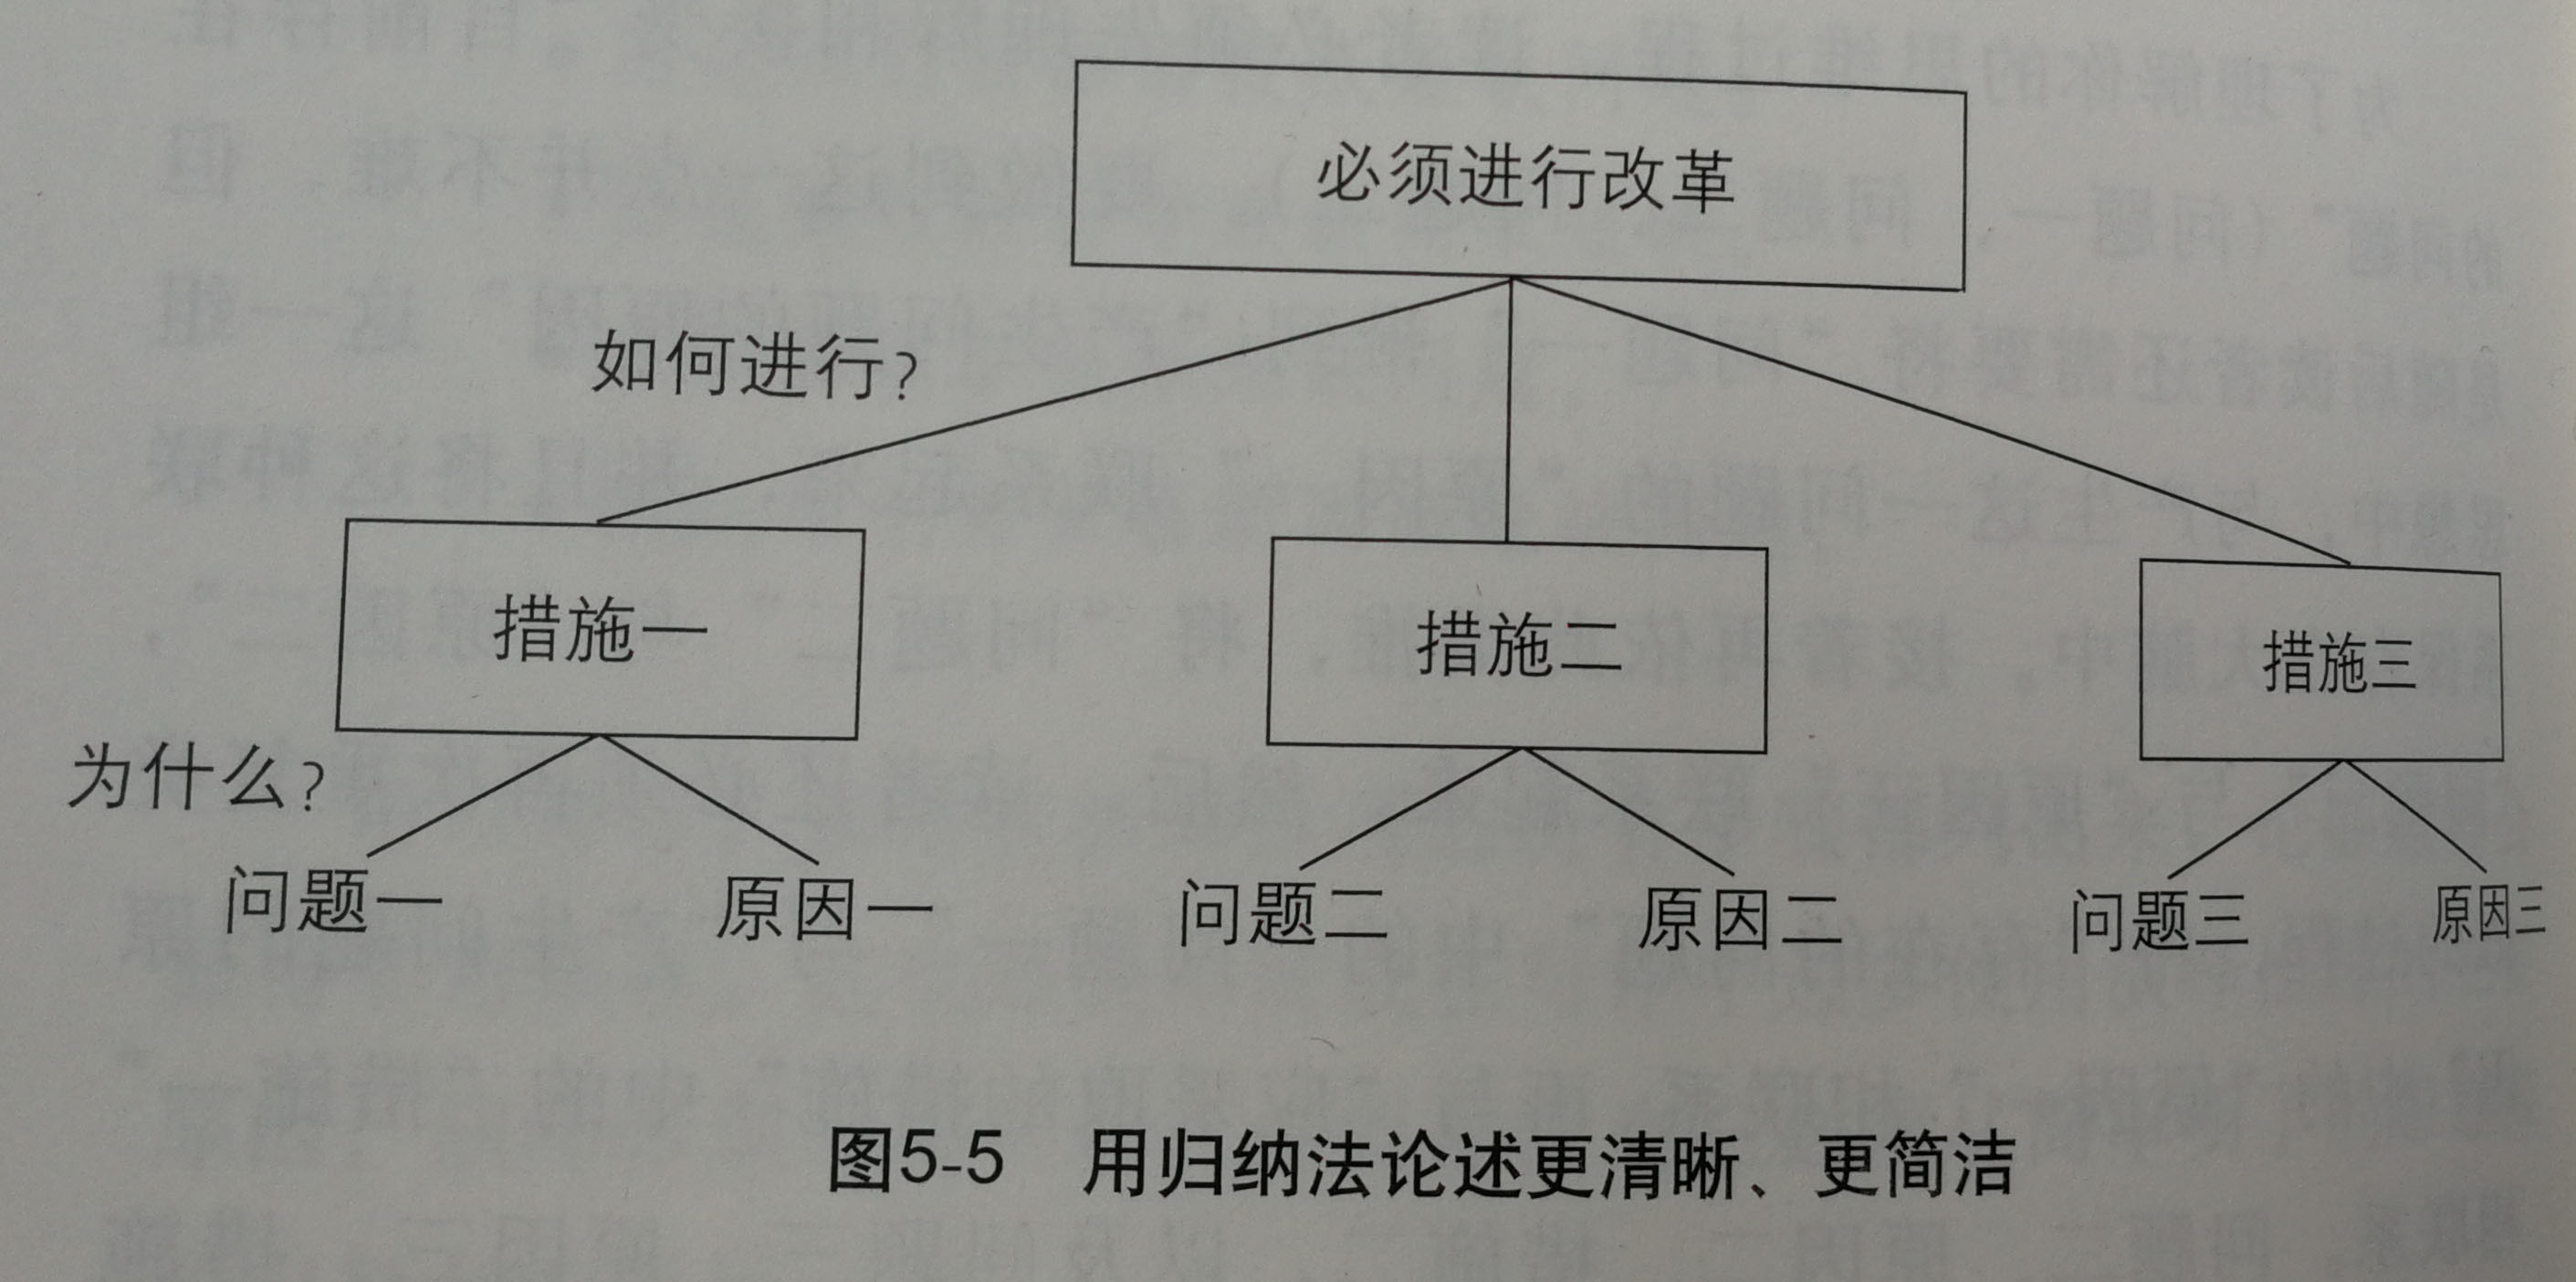 必须进行改革
如何进行?
措施一 措施二 措施三
为什么?
问题一 原因一 问题二 原因二 问题三 原因三
图5-5 用归纳法论述更清晰、更简洁